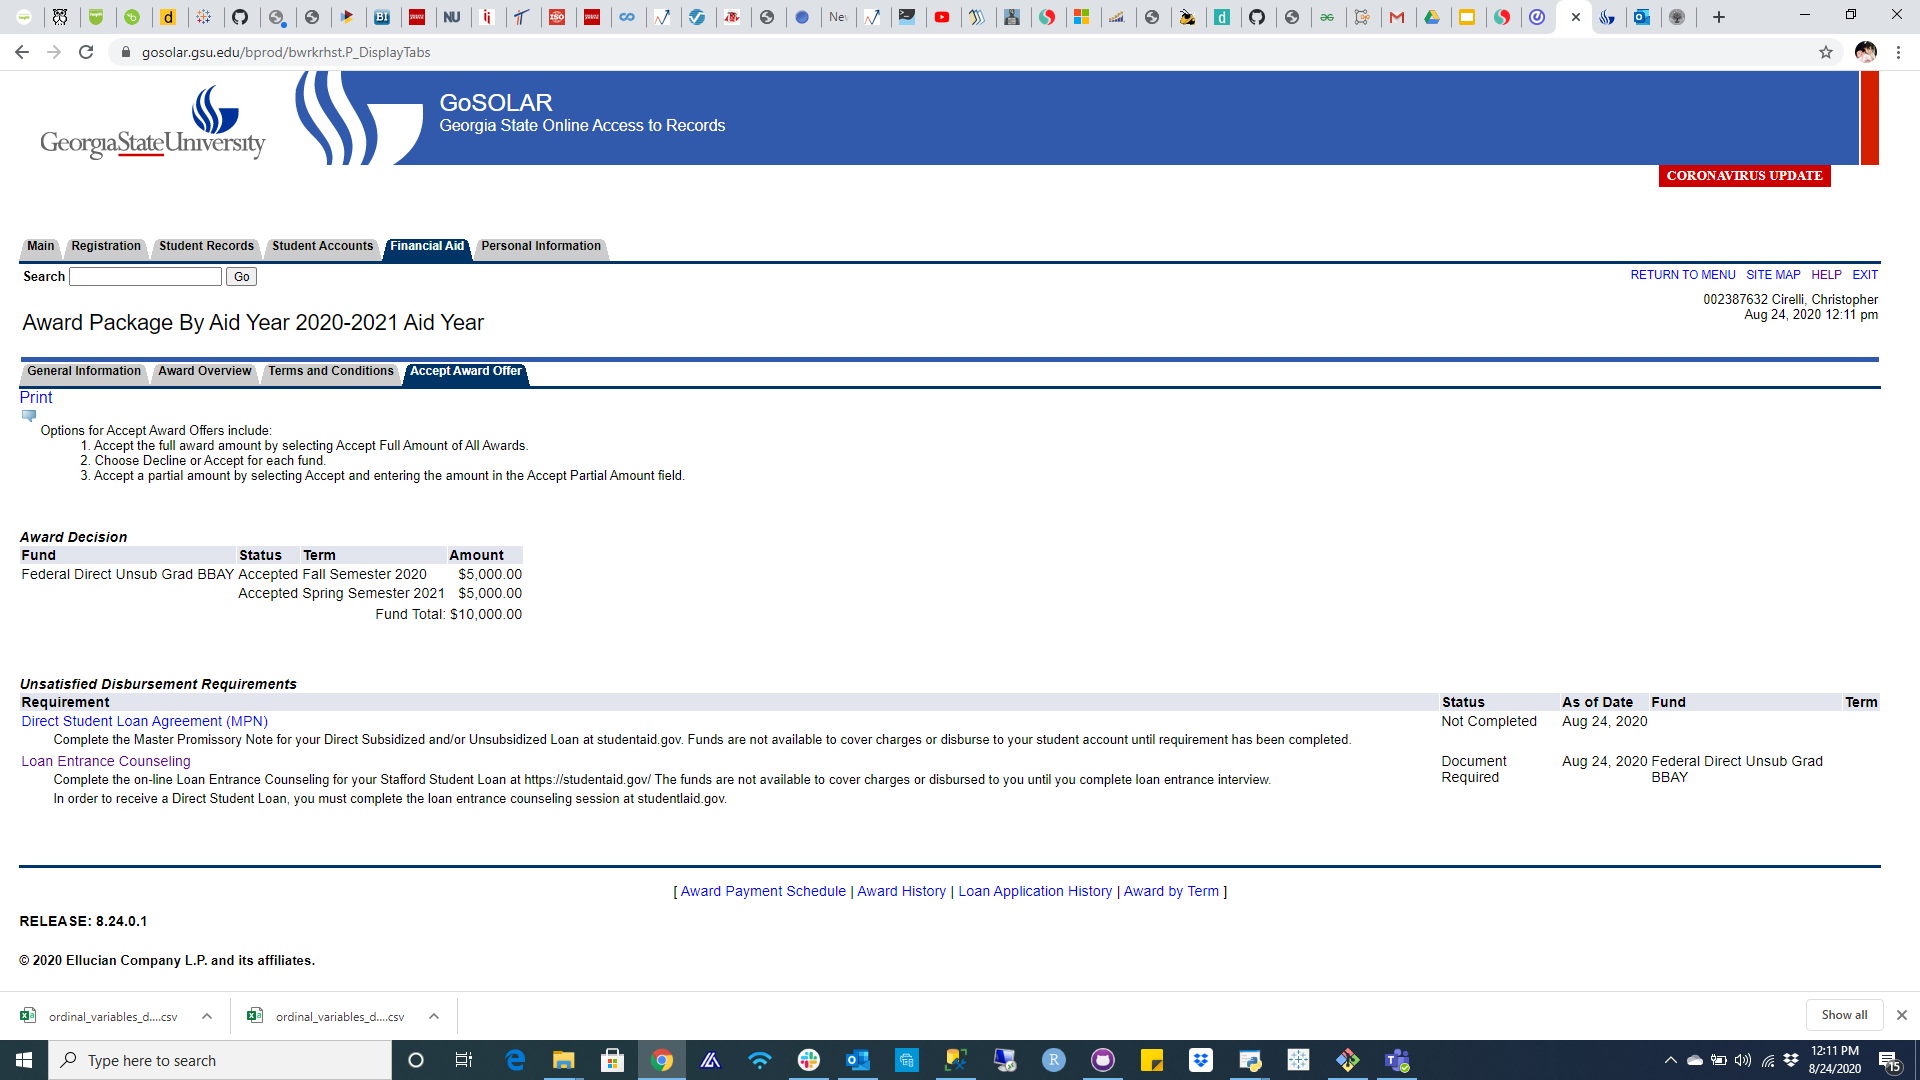 New
gosolar.gsu.edu/bprod/bwrkrhst.P_DisplayTabs
GeorgiaStateUniversity
GoSOLAR
Georgia State Online Access to Records
CORONAVIRUS UPDATE
Main Registration Student Records Student Accounts Financial Aid Personal Information
Search Go
RETURN TO MENU SITE MAP HELP EXIT
002387632 Cirelli, Christopher
Aug 24, 2020 12:11 pm
Award Package By Aid Year 2020-2021 Aid Year
General Information Award Overview Terms and Conditions Accept Award Offer
Print
Options for Accept Award Offers include:
1. Accept the full award amount by selecting Accept Full Amount of All Awards.
2. Choose Decline or Accept for each fund.
3. Accept a partial amount by selecting Accept and entering the amount in the Accept Partial Amount field.
Award Decision
Fund Status Term Amount
Federal Direct Unsub Grad BBAY Accepted Fall Semester 2020 $5,000.00
Accepted Spring Semester 2021 $5,000.00
Fund Total: $10,000.00
Unsatisfied Disbursement Requirements
Requirement Status As of Date Fund Term
Direct Student Loan Agreement (MPN) Not Completed Aug 24, 2020
Complete the Master Promissory Note for your Direct Subsidized and/or Unsubsidized Loan at studentaid.gov. Funds are not available to cover charges or disburse to your student account until requirement has been completed.
Loan Entrance Counseling Document Required Aug 24, 2020 Federal Direct Unsub Grad BBAY
Complete the on-line Loan Entrance Counseling for your Stafford Student Loan at https://studentaid.gov/ The funds are not available to cover charges or disbursed to you until you complete loan entrance interview.
In order to receive a Direct Student Loan, you must complete the loan entrance counseling session at studentlaid.gov.
[ Award Payment Schedule | Award History | Loan Application History | Award by Term ]
RELEASE: 8.24.0.1
© 2020 Ellucian Company L.P. and its affiliates.
ordinal_variables_d....csv ordinal_variables_d....csv Show all
Type here to search
12:11 PM
8/24/2020
15